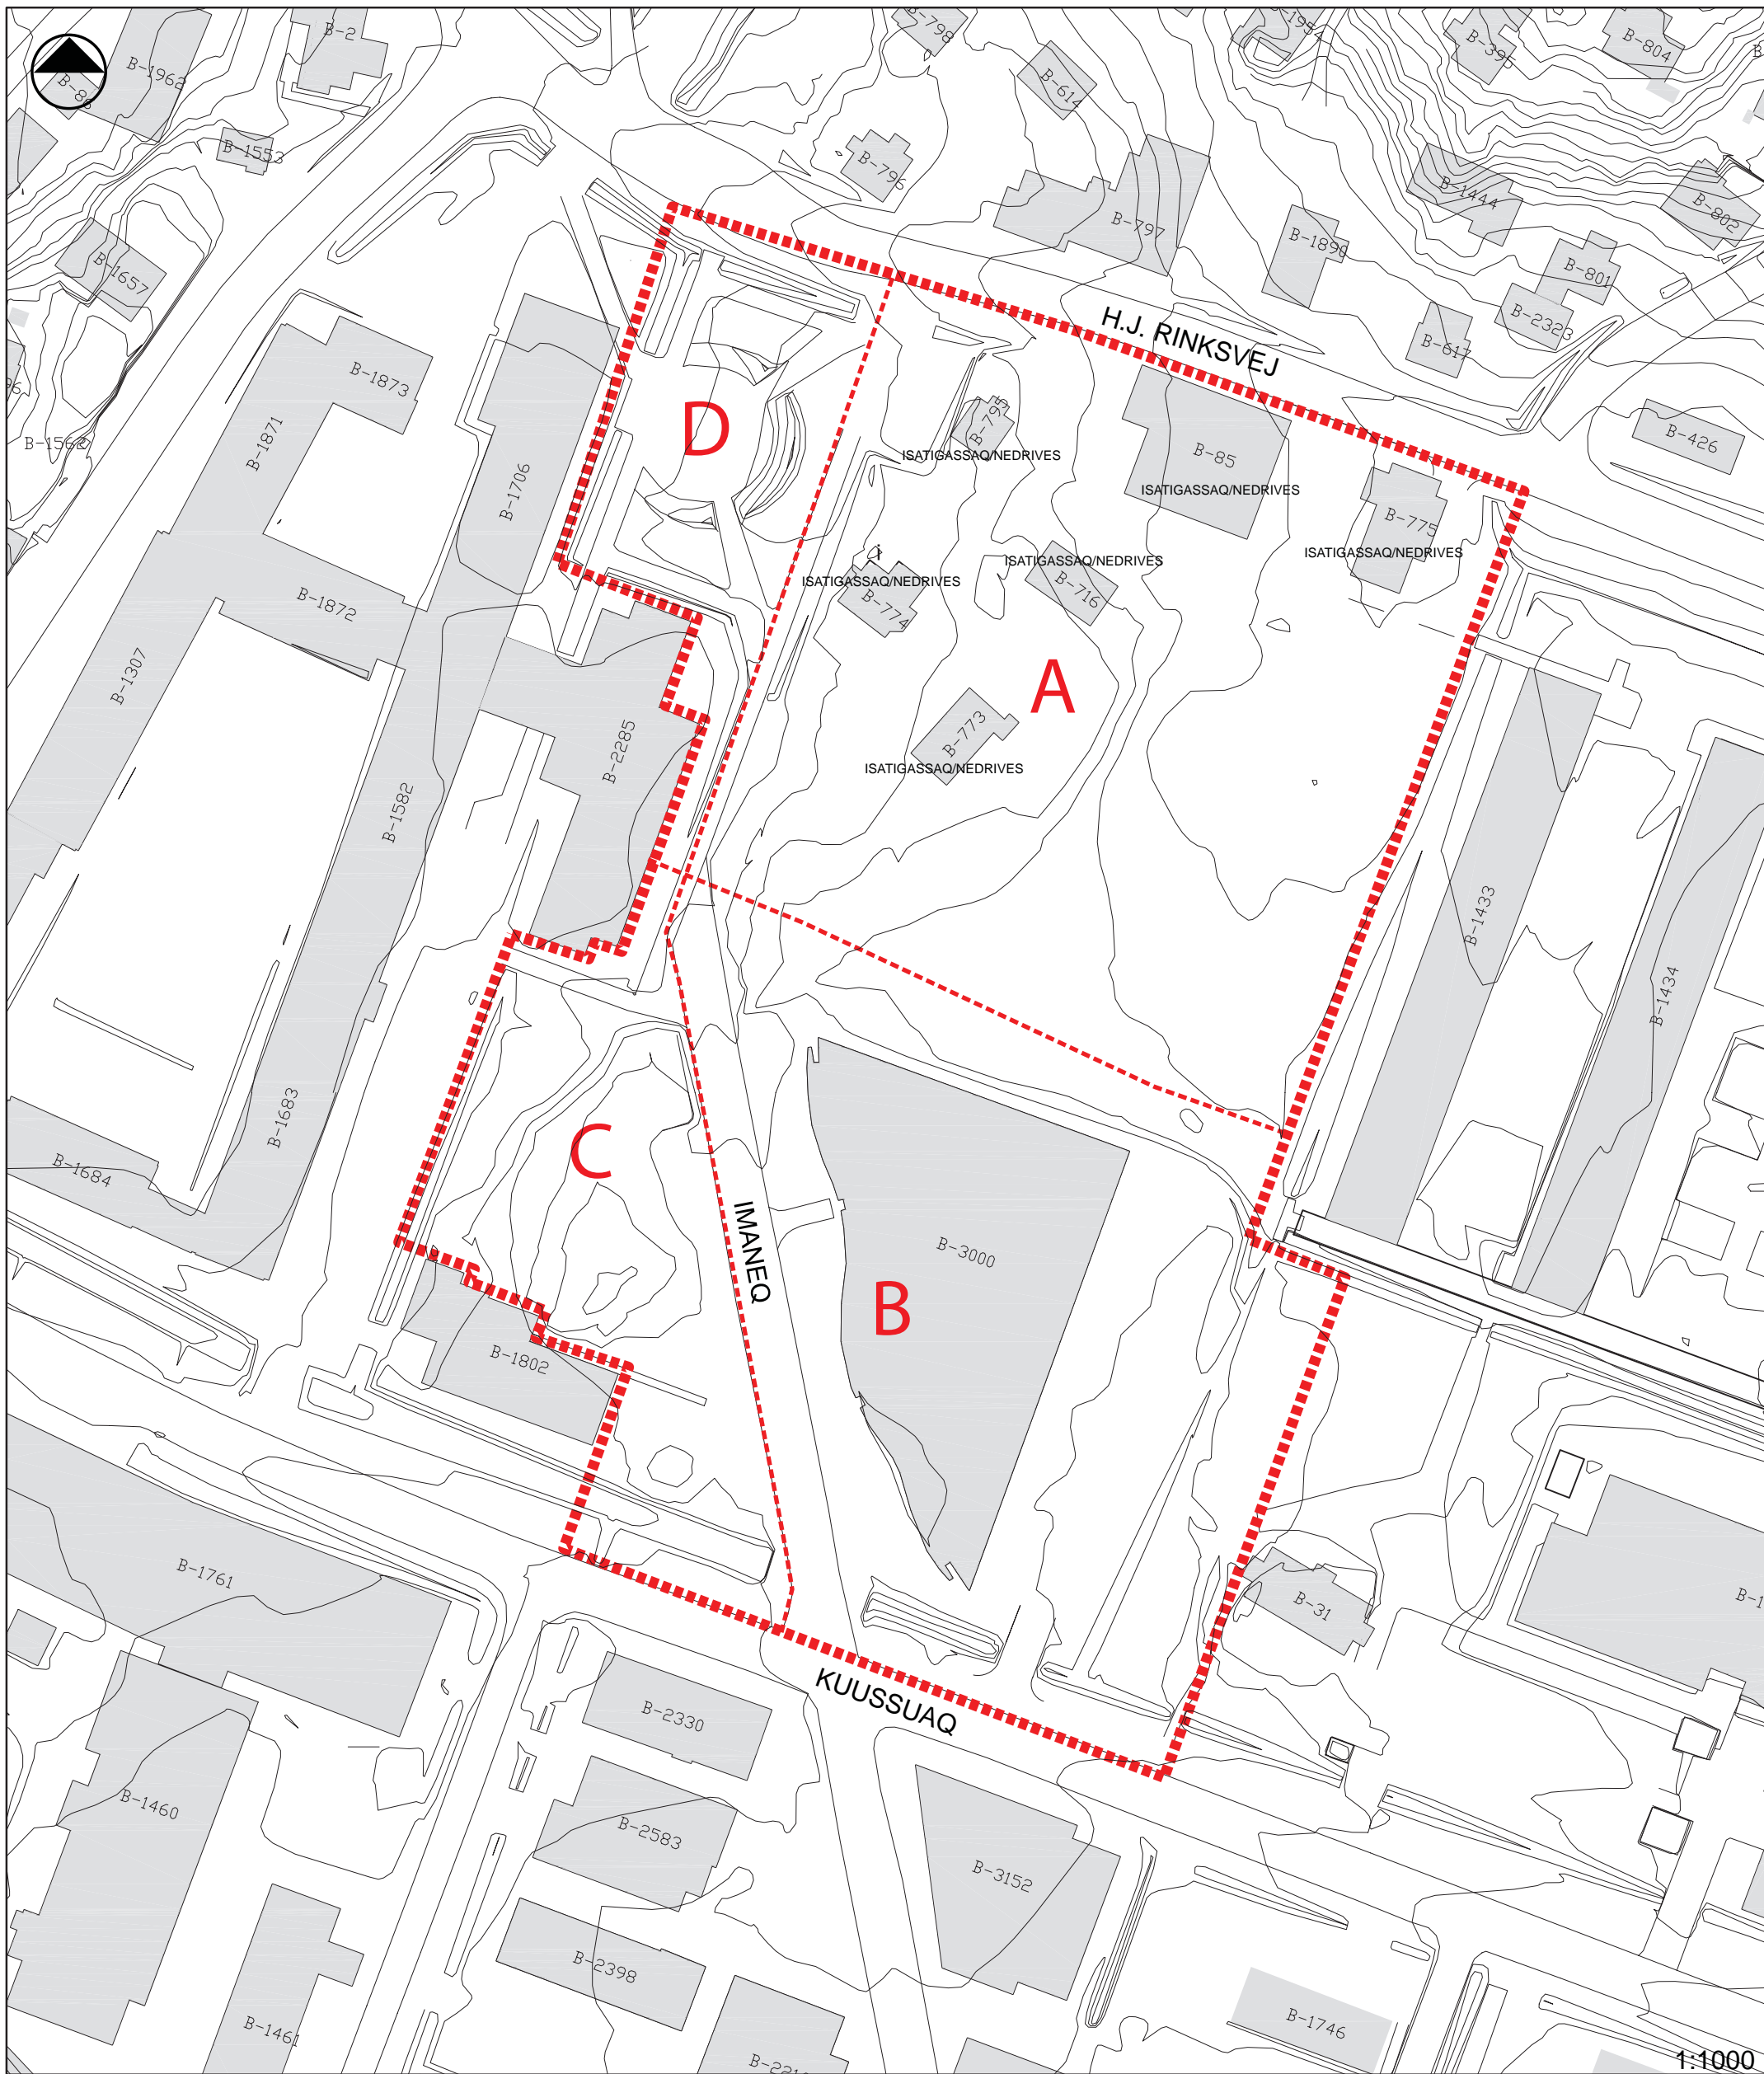 B-1962
B-2
B-798
B-1954
B-395
B-804
B-614
B-1553
B-796
B-797
B-1444
B-802
B-1657
B-1890
B-801
B-2323
B-617
H.J. RINKSVEJ
B-1873
B-1871
B-1562
B-1706
D
B-795
ISATIGASSAQ/NEDRIVES
B-85
ISATIGASSAQ/NEDRIVES
B-426
B-775
ISATIGASSAQ/NEDRIVES
i
ISATIGASSAQ/NEDRIVES
B-774
ISATIGASSAQ/NEDRIVES
B-716
B-1872
B-1307
A
B-773
ISATIGASSAQ/NEDRIVES
B-2285
B-1582
B-1433
B-1434
B-1683
B-1684
C
IMANEQ
B-3000
B
B-1802
B-1761
B-31
KUUSSUAQ
B-2330
B-1460
B-2583
B-3152
B-2398
B-1461
B-1746
1:1000